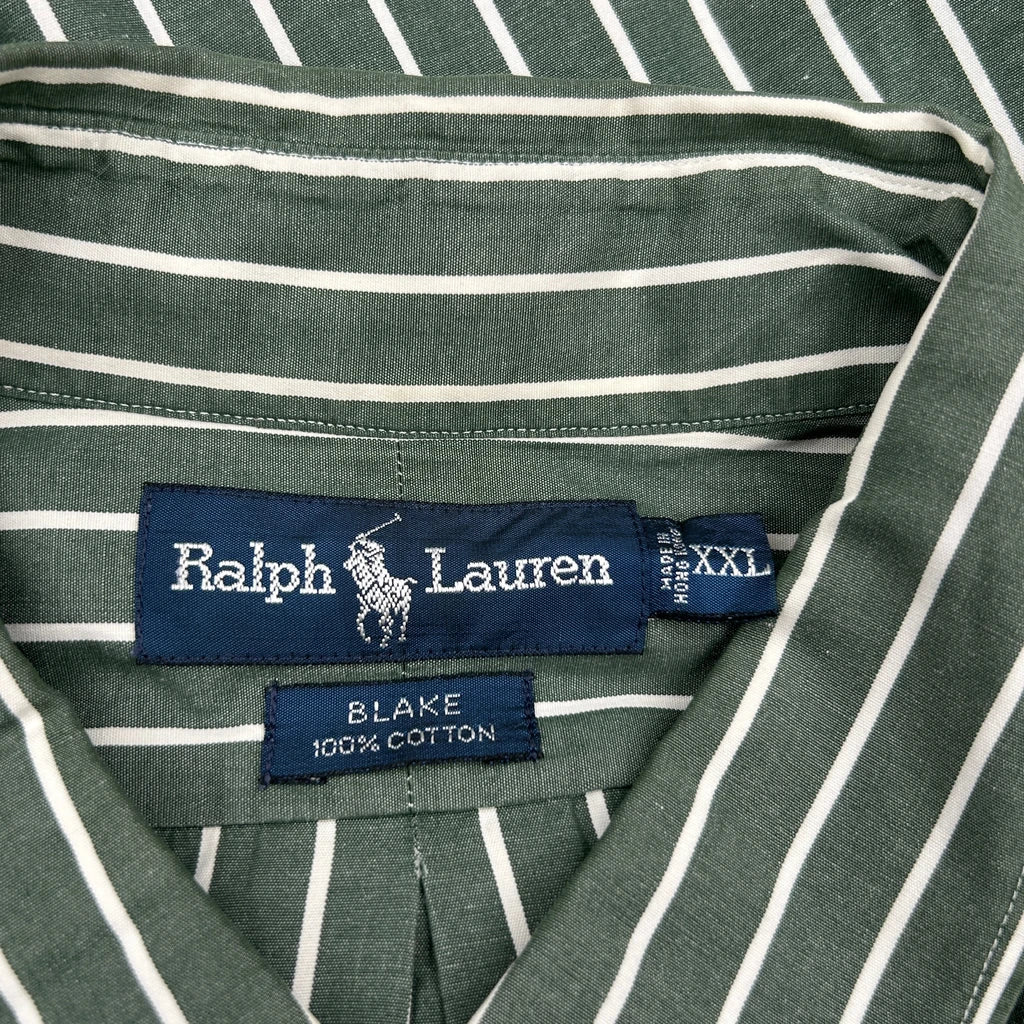 Ralph Lauren
MADE IN
HONG KONG
XXL
BLAKE
100% COTTON